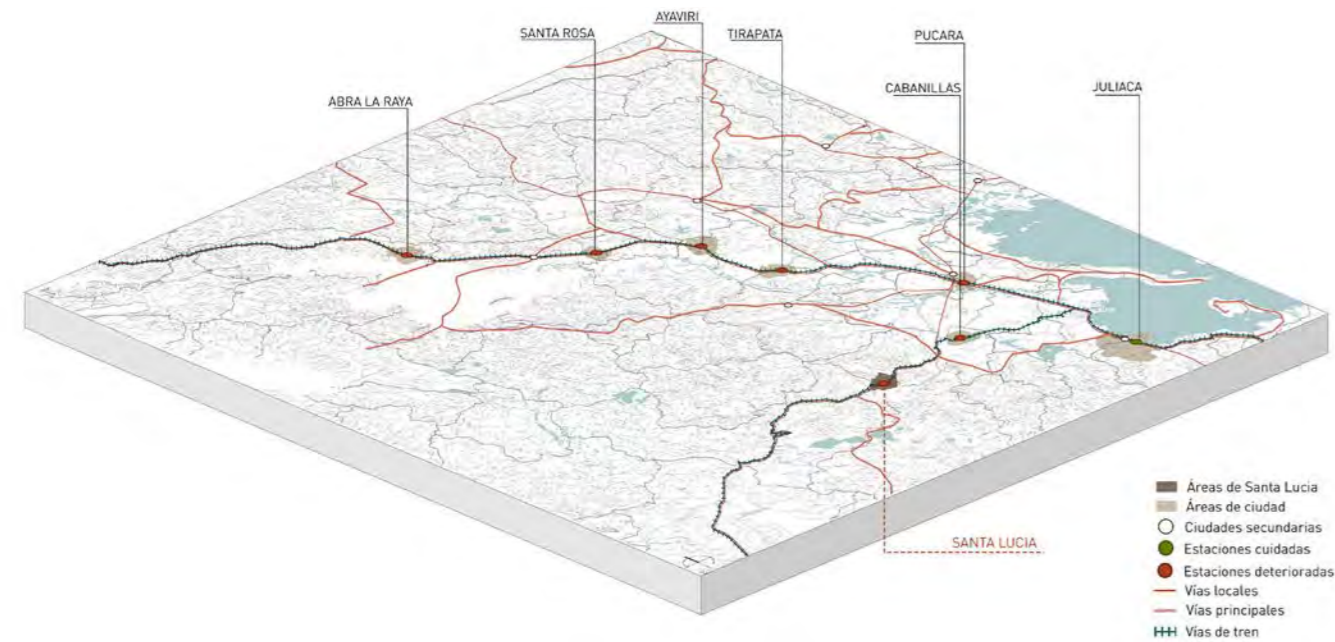 AYAVIRI
SANTA ROSA
TIRAPATA
PUCARA
CABANILLAS
JULIACA
ABRA LA RAYA
SANTA LUCIA
Áreas de Santa Lucia
Áreas de ciudad
Ciudades secundarias
Estaciones cuidadas
Estaciones deterioradas
Vías locales
Vías principales
Vías de tren